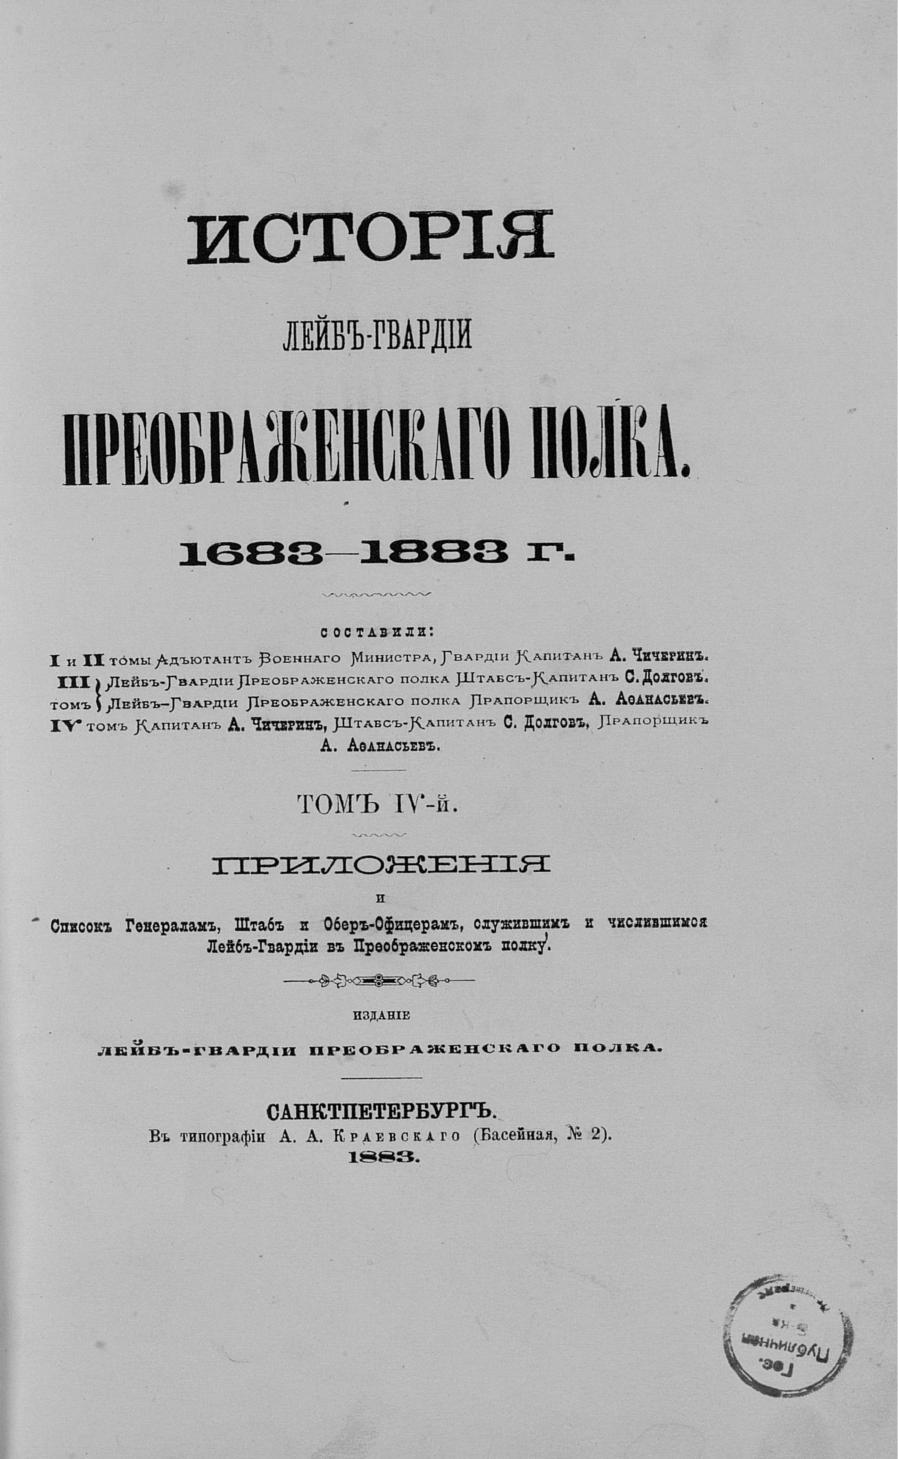 ИСТОРІЯ
ЛЕЙБЪ-ГВАРДІИ
ПРЕОБРАЖЕНСКАГО ПОЛКА.
1683—1883 г.
СОСТАВИЛИ:
I и II томы Адъютантъ Военнаго Министра, Гвардіи Капитанъ А. Чичеринъ.
III } Лейбъ-Гвардіи Преображенскаго полка Штабсъ-Капитанъ С. Долговъ.
томъ } Лейбъ-Гвардіи Преображенскаго полка Прапорщикъ А. Аѳанасьевъ.
IV томъ Капитанъ А. Чичеринъ, Штабсъ-Капитанъ С. Долговъ, Прапорщикъ
А. Аѳанасьевъ.
ТОМЪ IV-й.
ПРИЛОЖЕНІЯ
и
Списокъ Генераламъ, Штабъ и Оберъ-Офицерамъ, служившимъ и числившимся
Лейбъ-Гвардіи въ Преображенскомъ полку.
ИЗДАНІЕ
ЛЕЙБЪ-ГВАРДІИ ПРЕОБРАЖЕНСКАГО ПОЛКА.
САНКТПЕТЕРБУРГЪ.
Въ типографіи А. А. Краевскаго (Басейная, № 2).
1883.
Гос.
Публичная